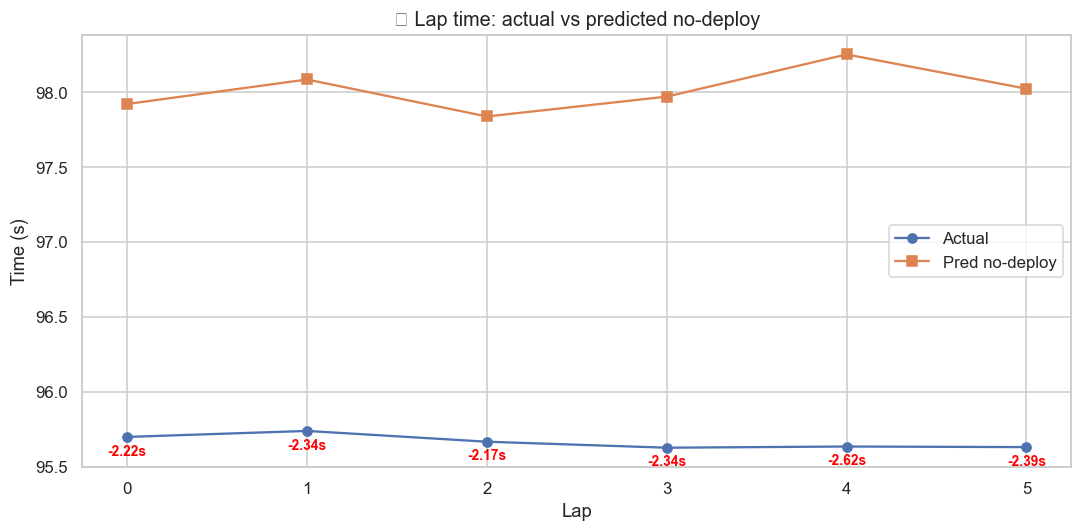 ▯ Lap time: actual vs predicted no-deploy
98.0
97.5
97.0
96.5
96.0
95.5
Time (s)
Actual
Pred no-deploy
-2.22s
-2.34s
-2.17s
-2.34s
-2.62s
-2.39s
0 1 2 3 4 5
Lap